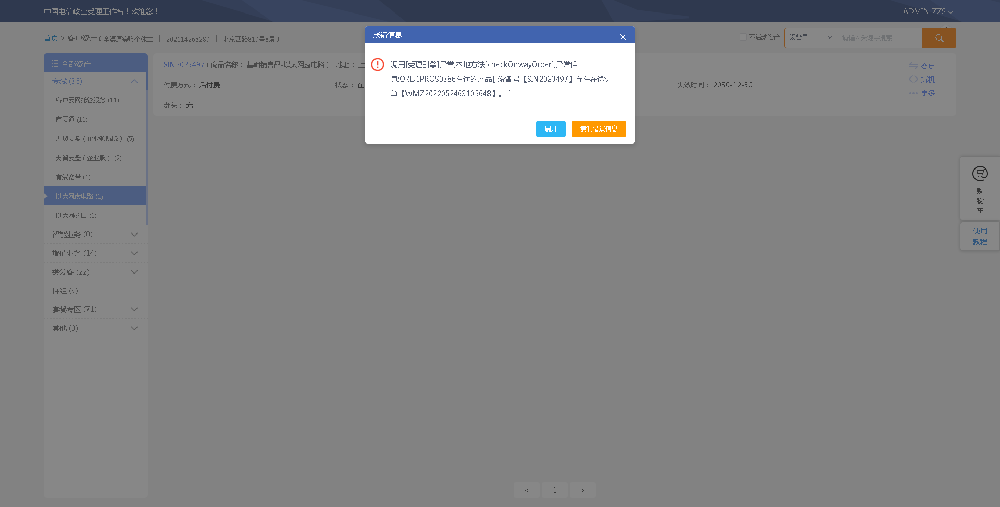 中国电信政企受理工作台！欢迎您！
ADMIN_ZZS
首页 > 客户资产 ( 全渠道穿验个体二 | 202114265289 | 北京西路819号8层 )
不活动资产
设备号
请输入关键字搜索
报错信息
调用[受理引擎]异常,本地方法[checkOnwayOrder],异常信
息:ORD1PROS0386在途的产品["设备号【SIN2023497】存在在途订
单【WMZ2022052463105648】。"]
展开
复制错误信息
全部资产
专线 (35)
客户云网托管服务 (11)
商云通 (11)
天翼云盘（企业领航版） (5)
天翼云盘（企业版） (2)
有线宽带 (4)
以太网虚电路 (1)
以太网端口 (1)
智能业务 (0)
增值业务 (14)
类公客 (22)
群组 (3)
套餐专区 (71)
其他 (0)
SIN2023497 ( 商品名称： 基础销售品-以太网虚电路 ) 地址： 上
付费方式： 后付费
状态： 在
失效时间： 2050-12-30
群头： 无
变更
拆机
更多
购
物
车
使用
教程
< 1 >